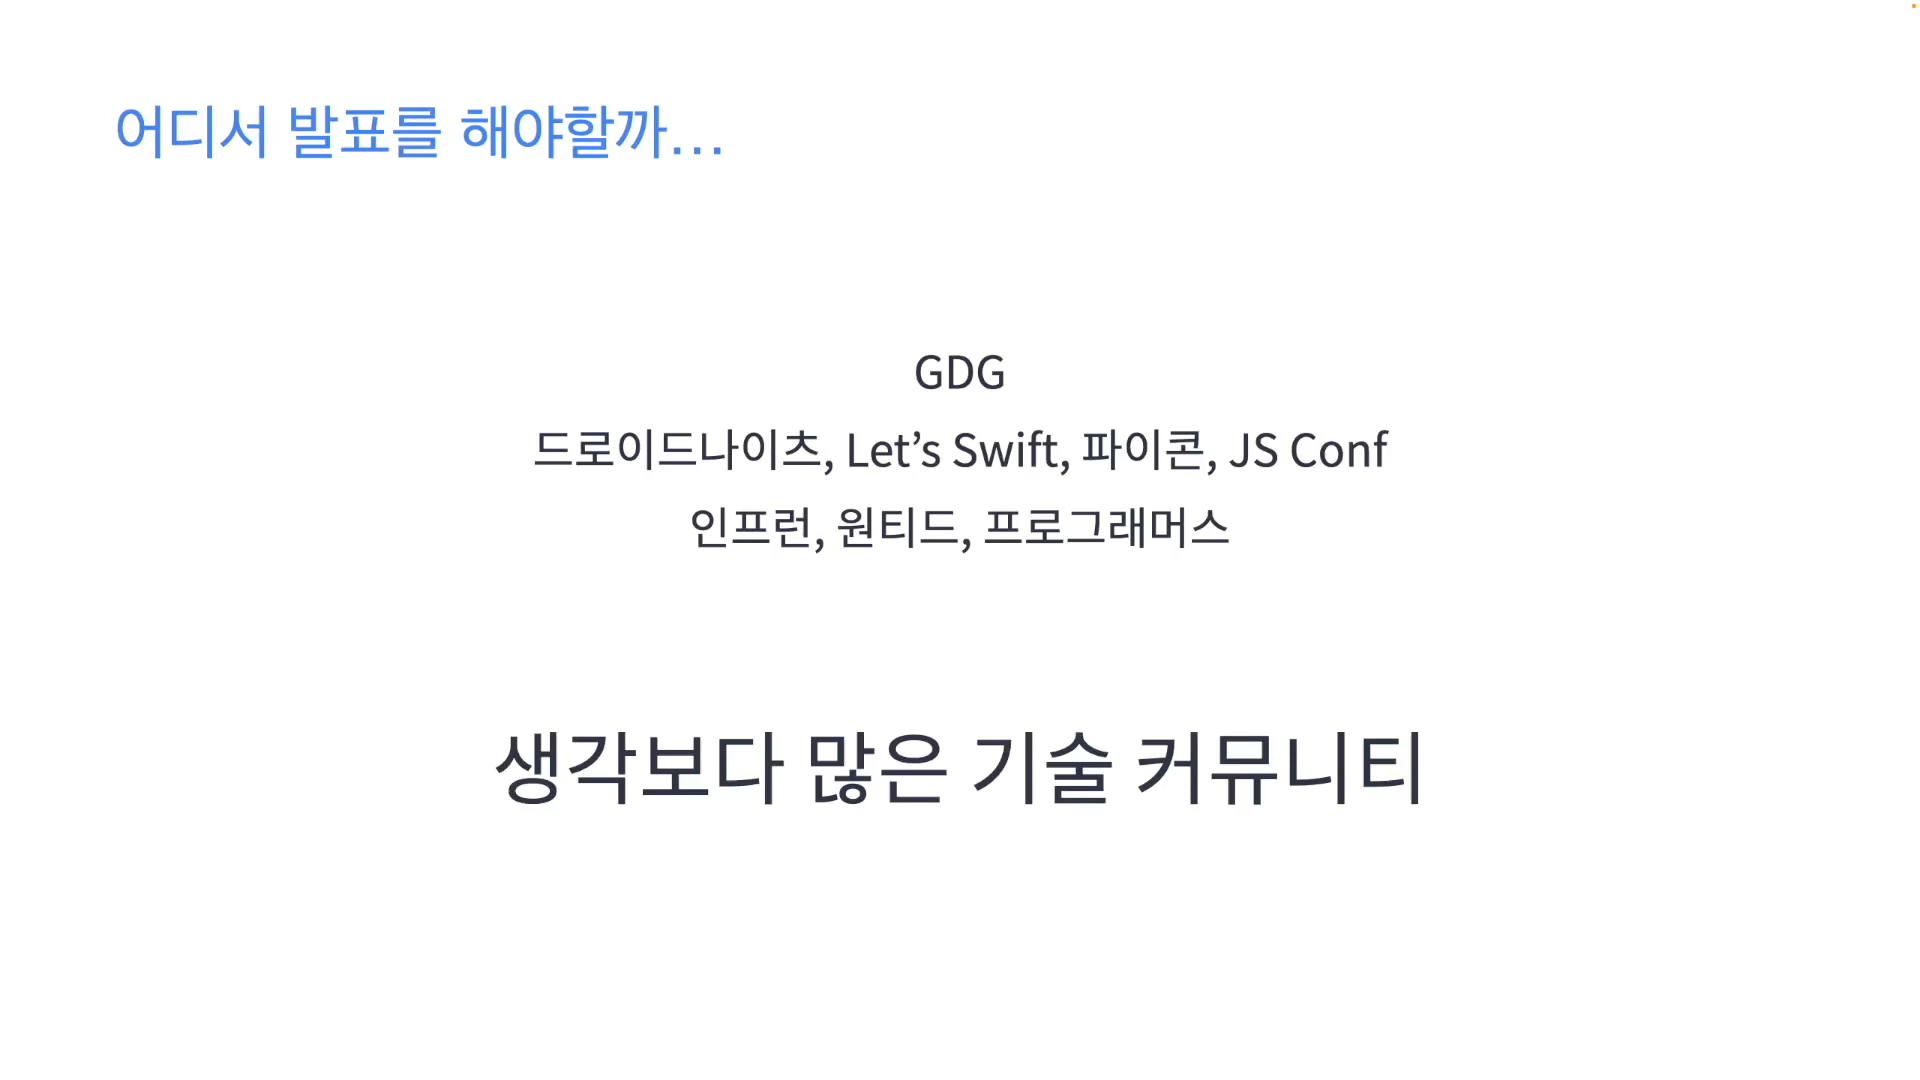 어디서 발표를 해야할까...
GDG
드로이드나이츠, Let’s Swift, 파이콘, JS Conf
인프런, 원티드, 프로그래머스
생각보다 많은 기술 커뮤니티